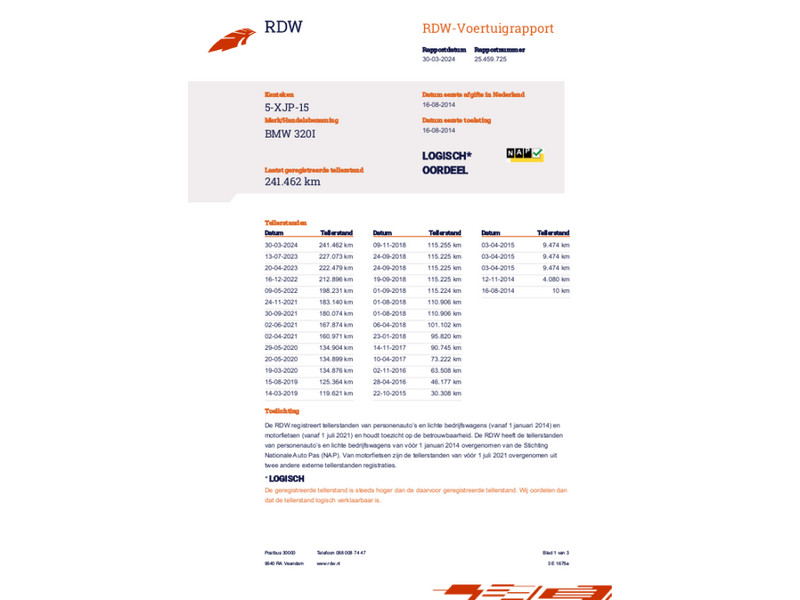 RDW
RDW-Voertuigrapport
Rapportdatum Rapportnummer
30-03-2024 25.459.725
Kenteken
5-XJP-15
Merk/Handelsbenaming
BMW 320I
Laatst geregistreerde tellerstand
241.462 km
Datum eerste afgifte in Nederland
16-08-2014
Datum eerste toelating
16-08-2014
LOGISCH*
OORDEEL
NAP
Tellerstanden
Datum Tellerstand Datum Tellerstand Datum Tellerstand
30-03-2024 241.462 km 09-11-2018 115.255 km 03-04-2015 9.474 km
13-07-2023 227.073 km 24-09-2018 115.225 km 03-04-2015 9.474 km
20-04-2023 222.479 km 24-09-2018 115.225 km 03-04-2015 9.474 km
16-12-2022 212.896 km 19-09-2018 115.225 km 12-11-2014 4.080 km
09-05-2022 198.231 km 01-09-2018 115.224 km 16-08-2014 10 km
24-11-2021 183.140 km 01-08-2018 110.906 km
30-09-2021 180.074 km 01-08-2018 110.906 km
02-06-2021 167.874 km 06-04-2018 101.102 km
02-04-2021 160.971 km 23-01-2018 95.820 km
29-05-2020 134.904 km 14-11-2017 90.745 km
20-05-2020 134.899 km 10-04-2017 73.222 km
19-03-2020 134.876 km 02-11-2016 63.508 km
15-08-2019 125.364 km 28-04-2016 46.177 km
14-03-2019 119.621 km 22-10-2015 30.308 km
Toelichting
De RDW registreert tellerstanden van personenauto's en lichte bedrijfswagens (vanaf 1 januari 2014) en
motorfietsen (vanaf 1 juli 2021) en houdt toezicht op de betrouwbaarheid. De RDW heeft de tellerstanden
van personenauto's en lichte bedrijfswagens van vóór 1 januari 2014 overgenomen van de Stichting
Nationale Auto Pas (NAP). Van motorfietsen zijn de tellerstanden van vóór 1 juli 2021 overgenomen uit
twee andere externe tellerstanden registraties.
*LOGISCH
De geregistreerde tellerstand is steeds hoger dan de daarvoor geregistreerde tellerstand. Wij oordelen dan
dat de tellerstand logisch verklaarbaar is.
Postbus 30000 Telefoon 088 008 74 47 Blad 1 van 3
9640 RA Veendam www.rdw.nl 3 E 1675a